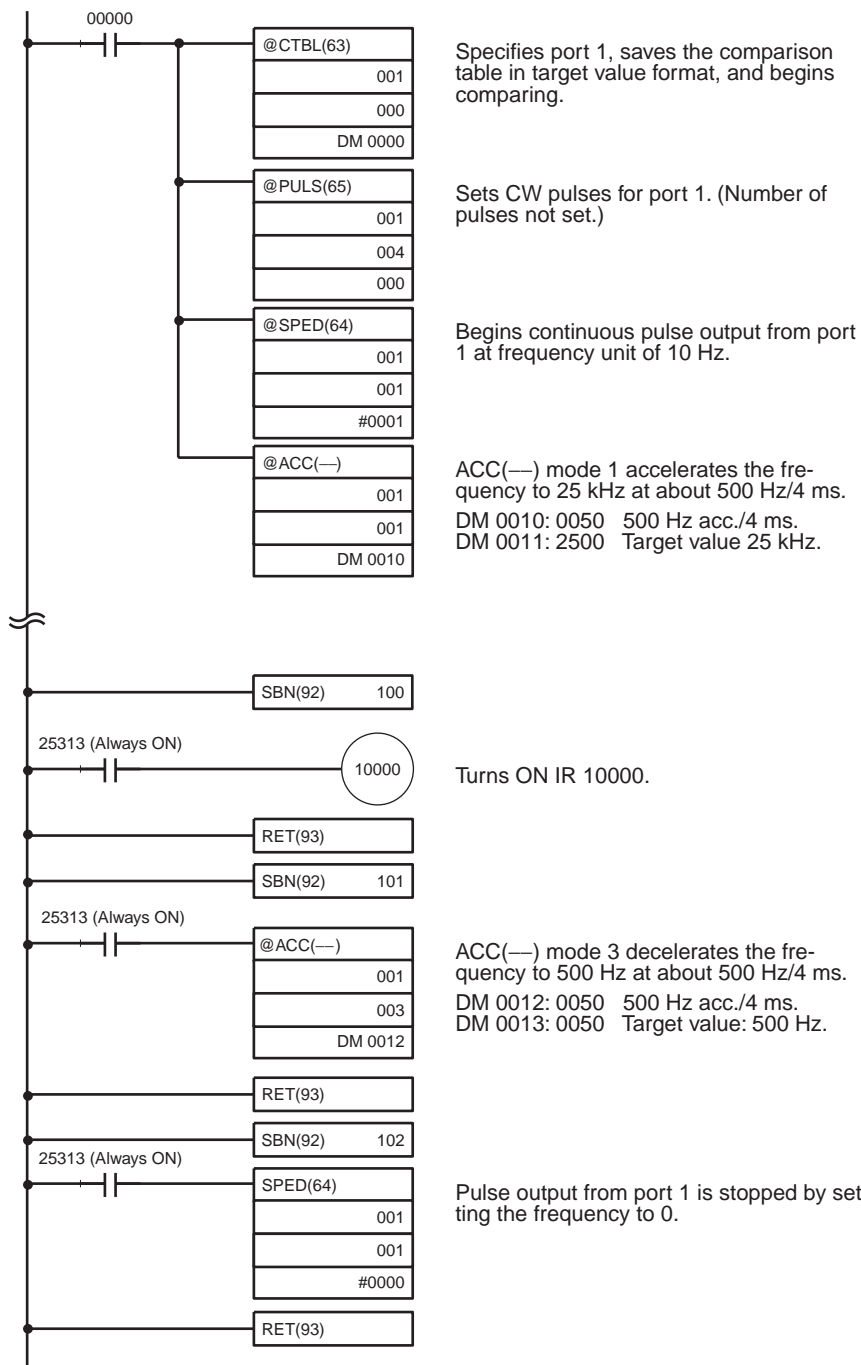 00000
@CTBL(63)
001
000
DM 0000
Specifies port 1, saves the comparison
table in target value format, and begins
comparing.
@PULS(65)
001
004
000
Sets CW pulses for port 1. (Number of
pulses not set.)
@SPED(64)
001
001
#0001
Begins continuous pulse output from port
1 at frequency unit of 10 Hz.
@ACC(––)
001
001
DM 0010
ACC(––) mode 1 accelerates the fre-
quency to 25 kHz at about 500 Hz/4 ms.
DM 0010: 0050 500 Hz acc./4 ms.
DM 0011: 2500 Target value 25 kHz.
SBN(92) 100
25313 (Always ON)
10000
Turns ON IR 10000.
RET(93)
SBN(92) 101
25313 (Always ON)
@ACC(––)
001
003
DM 0012
ACC(––) mode 3 decelerates the fre-
quency to 500 Hz at about 500 Hz/4 ms.
DM 0012: 0050 500 Hz acc./4 ms.
DM 0013: 0050 Target value: 500 Hz.
RET(93)
SBN(92) 102
25313 (Always ON)
SPED(64)
001
001
#0000
Pulse output from port 1 is stopped by set
ting the frequency to 0.
RET(93)